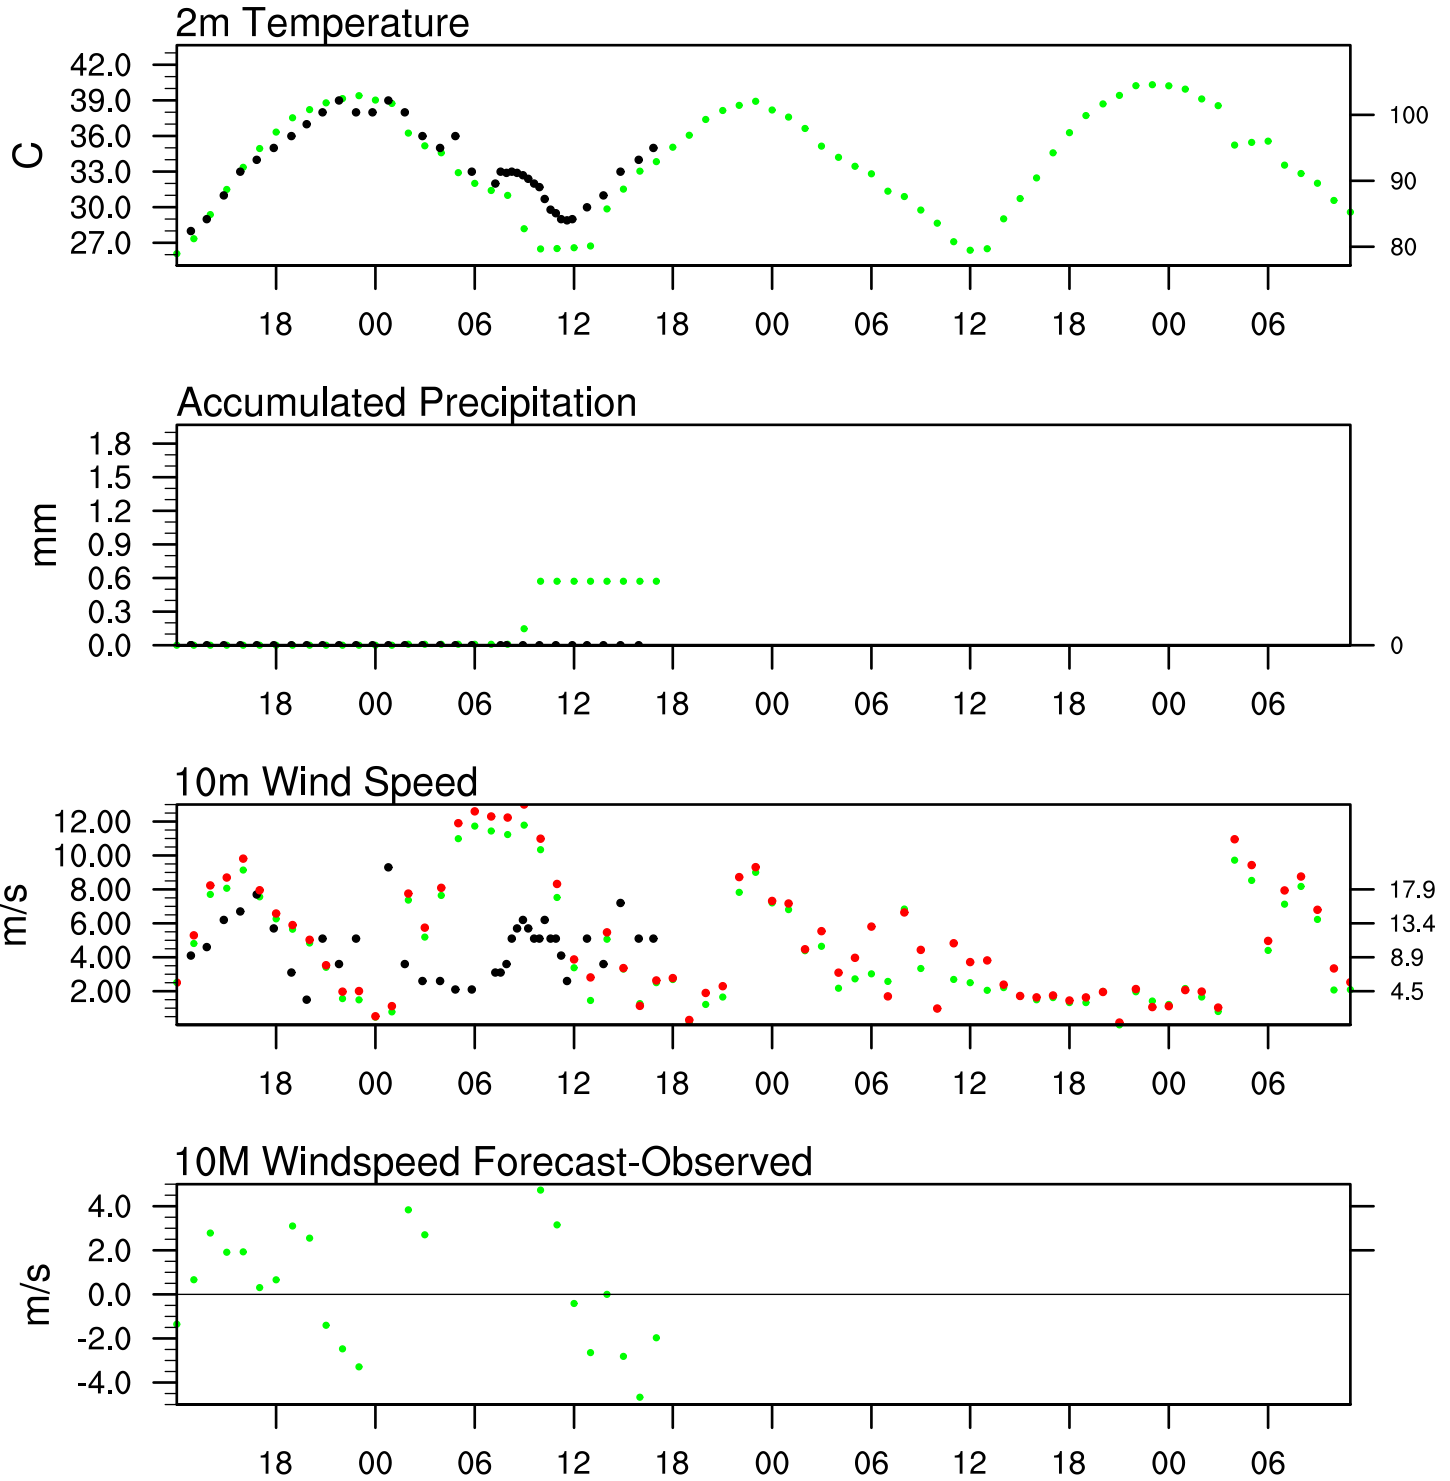 2m Temperature
42.0
39.0
36.0
33.0
30.0
27.0
C
100
90
80
18 00 06 12 18 00 06 12 18 00 06
Accumulated Precipitation
1.8
1.5
1.2
0.9
0.6
0.3
0.0
mm
0
18 00 06 12 18 00 06 12 18 00 06
10m Wind Speed
12.00
10.00
8.00
6.00
4.00
2.00
m/s
17.9
13.4
8.9
4.5
18 00 06 12 18 00 06 12 18 00 06
10M Windspeed Forecast-Observed
4.0
2.0
0.0
-2.0
-4.0
m/s
18 00 06 12 18 00 06 12 18 00 06